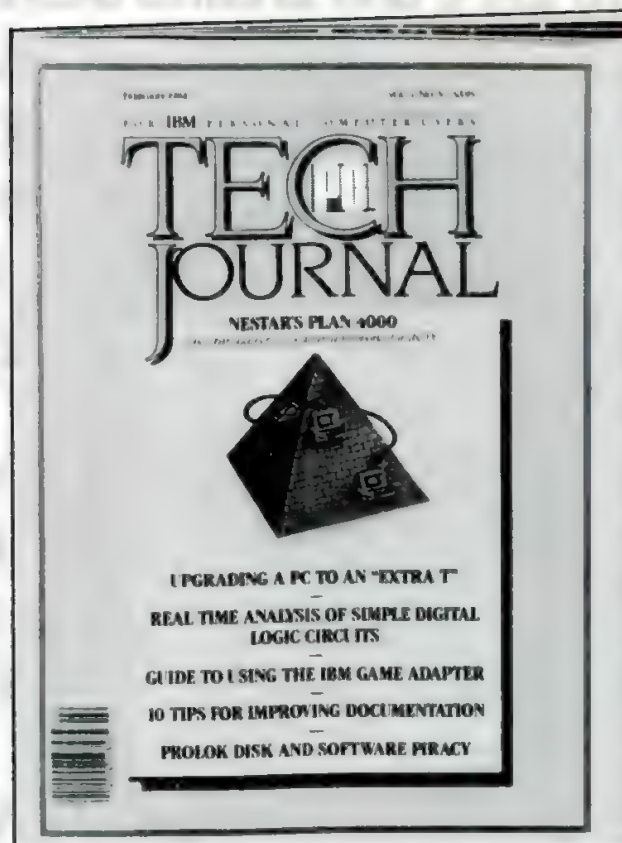 FOR IBM PERSONAL COMPUTER USERS
TECH
JOURNAL
NESTAR'S PLAN 4000
UPGRADING A PC TO AN "EXTRA T"
REAL TIME ANALYSIS OF SIMPLE DIGITAL
LOGIC CIRCUITS
GUIDE TO USING THE IBM GAME ADAPTER
10 TIPS FOR IMPROVING DOCUMENTATION
PROLOK DISK AND SOFTWARE PIRACY